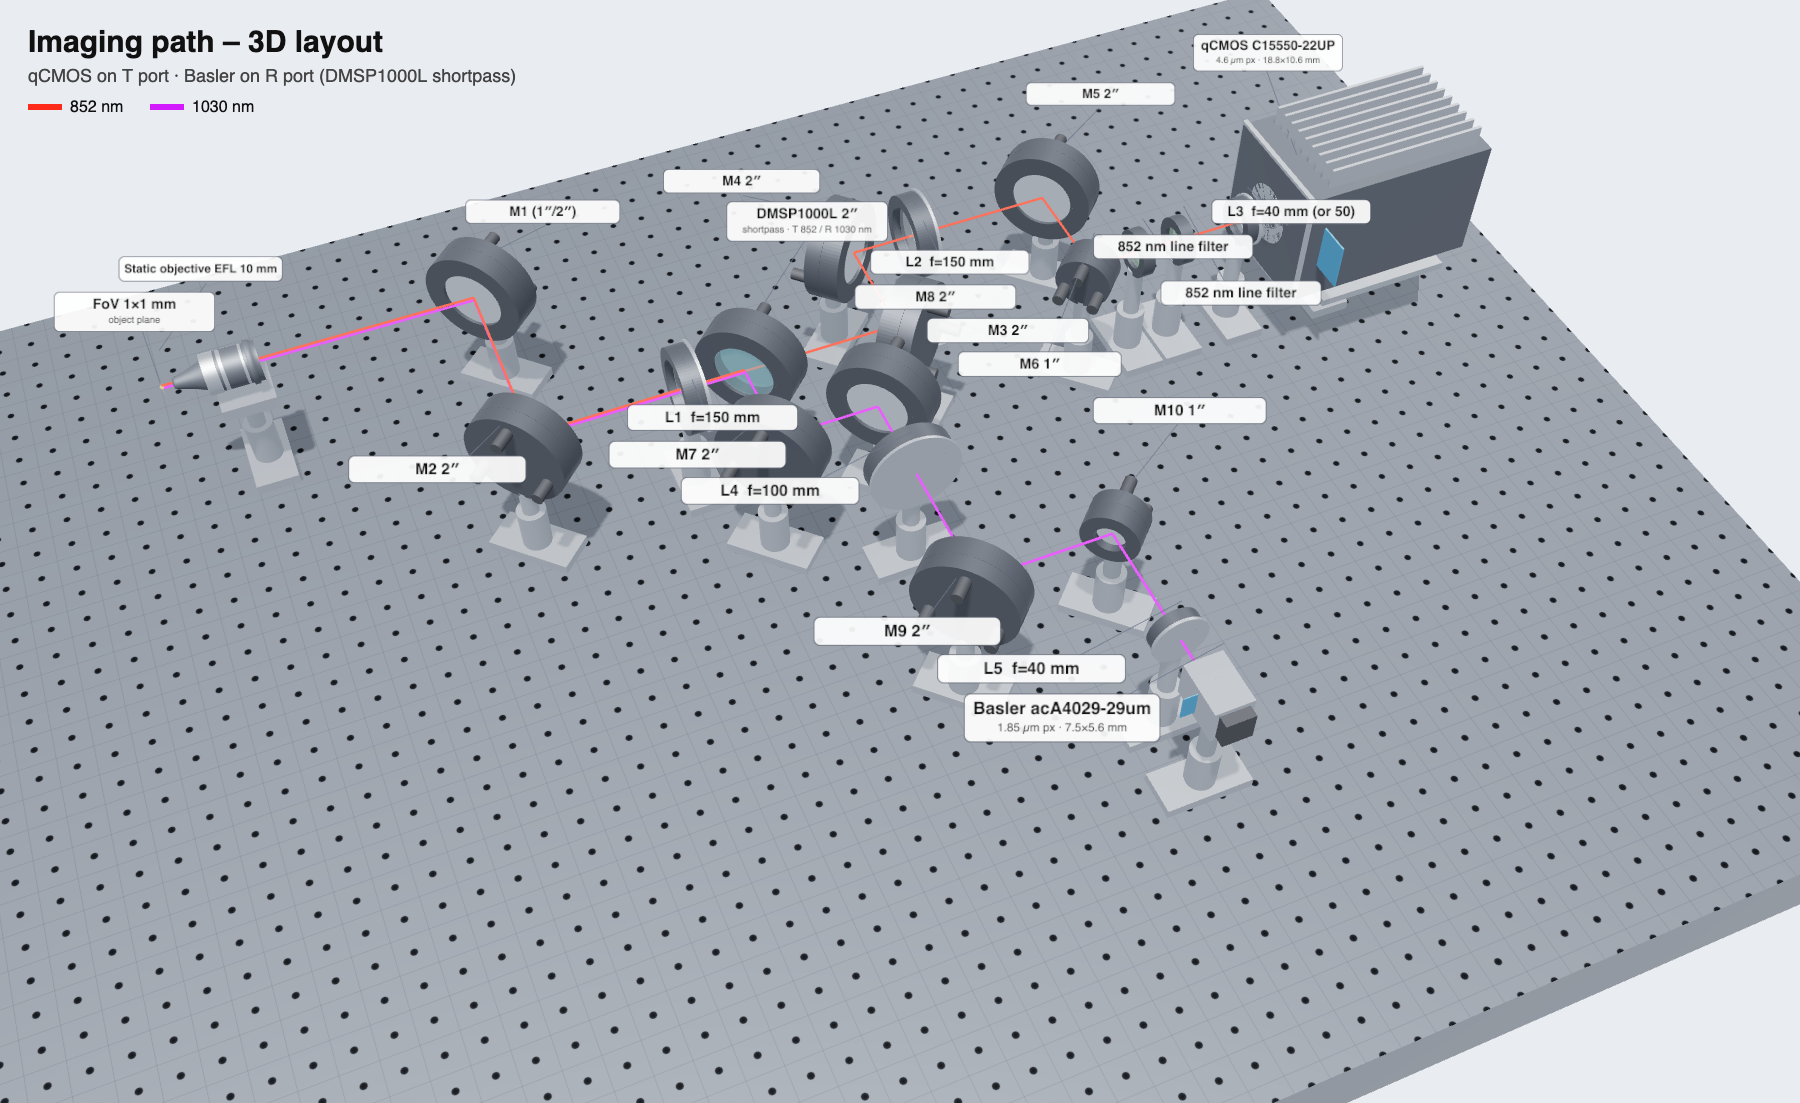 Imaging path – 3D layout
qCMOS on T port · Basler on R port (DMSP1000L shortpass)
852 nm
1030 nm
qCMOS C15550-22UP
4.6 µm px · 18.8×10.6 mm
M5 2″
M4 2″
M1 (1″/2″)
DMSP1000L 2″
shortpass · T 852 / R 1030 nm
L3 f=40 mm (or 50)
852 nm line filter
L2 f=150 mm
Static objective EFL 10 mm
852 nm line filter
M8 2″
FoV 1×1 mm
object plane
M3 2″
M6 1″
M10 1″
L1 f=150 mm
M7 2″
M2 2″
L4 f=100 mm
M9 2″
L5 f=40 mm
Basler acA4029-29um
1.85 µm px · 7.5×5.6 mm